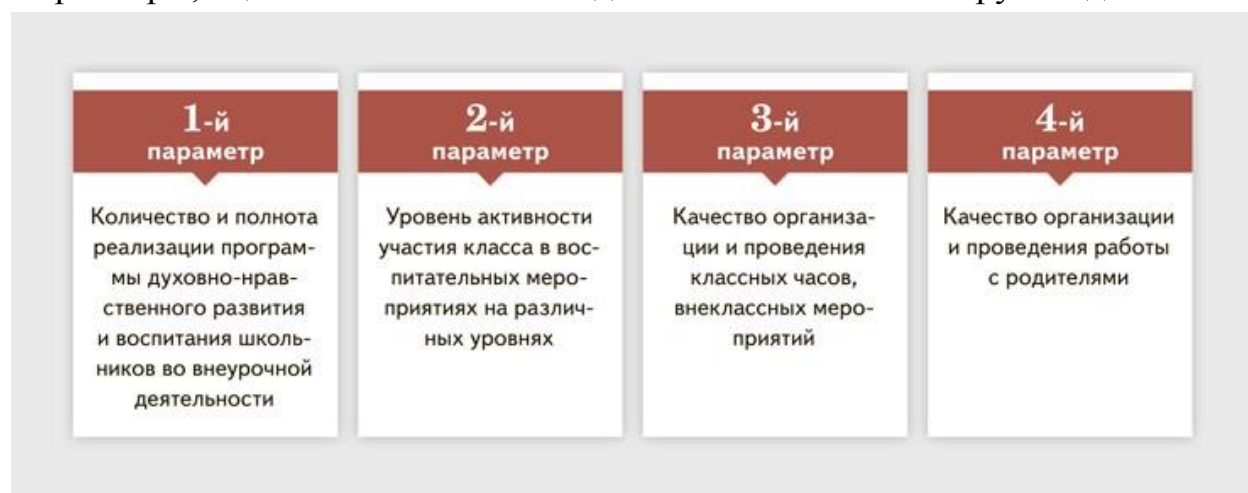 1-й
параметр
Количество и полнота
реализации програм-
мы духовно-нрав-
ственного развития
и воспитания школь-
ников во внеурочной
деятельности
2-й
параметр
Уровень активности
участия класса в вос-
питательных меро-
приятиях на различ-
ных уровнях
3-й
параметр
Качество организа-
ции и проведения
классных часов,
внеклассных меро-
приятий
4-й
параметр
Качество организации
и проведения работы
с родителями